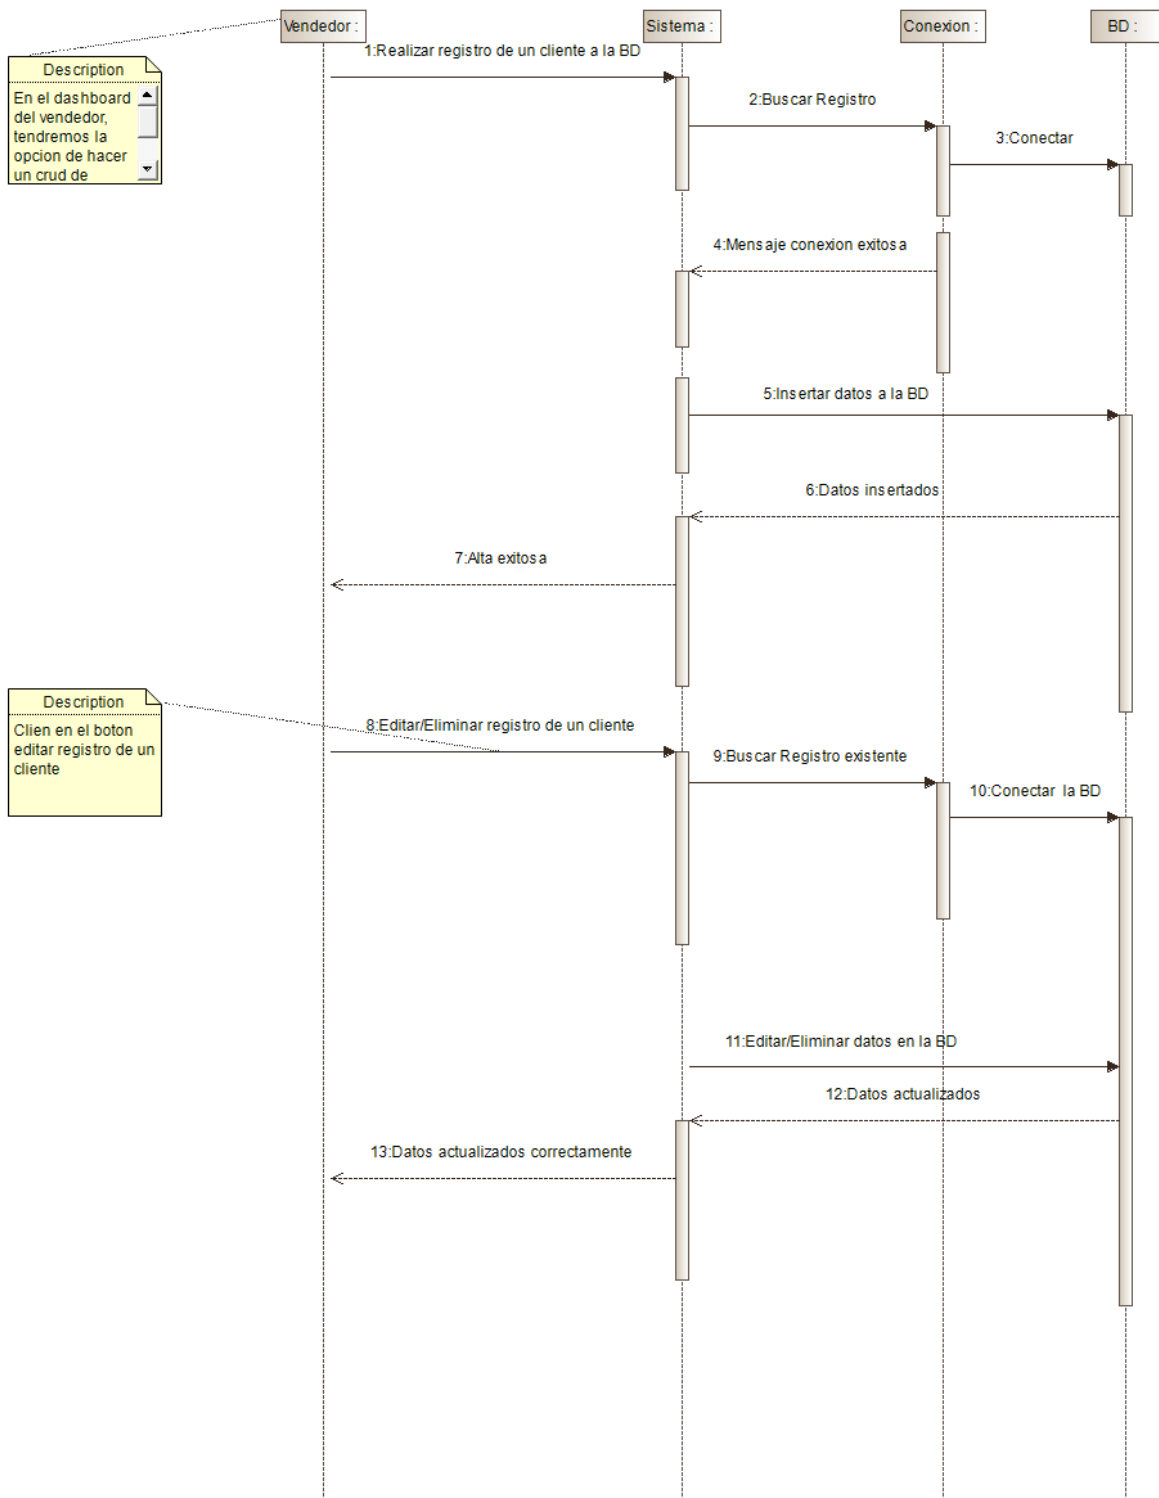 Vendedor :
Sistema :
Conexion :
BD :
1:Realizar registro de un cliente a la BD
Description
En el dashboard
del vendedor,
tendremos la
opcion de hacer
un crud de
2:Buscar Registro
3:Conectar
4:Mensaje conexion exitosa
5:Insertar datos a la BD
6:Datos insertados
7:Alta exitosa
Description
Clien en el boton
editar registro de un
cliente
8:Editar/Eliminar registro de un cliente
9:Buscar Registro existente
10:Conectar la BD
11:Editar/Eliminar datos en la BD
12:Datos actualizados
13:Datos actualizados correctamente